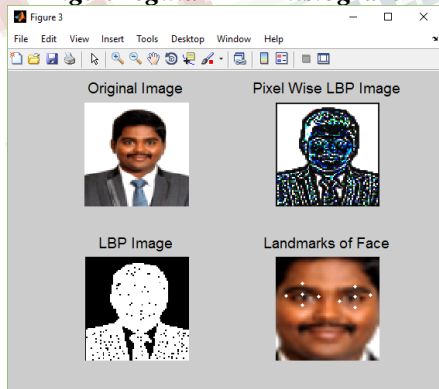 Figure 3
File Edit View Insert Tools Desktop Window Help
Original Image
Pixel Wise LBP Image
LBP Image
Landmarks of Face